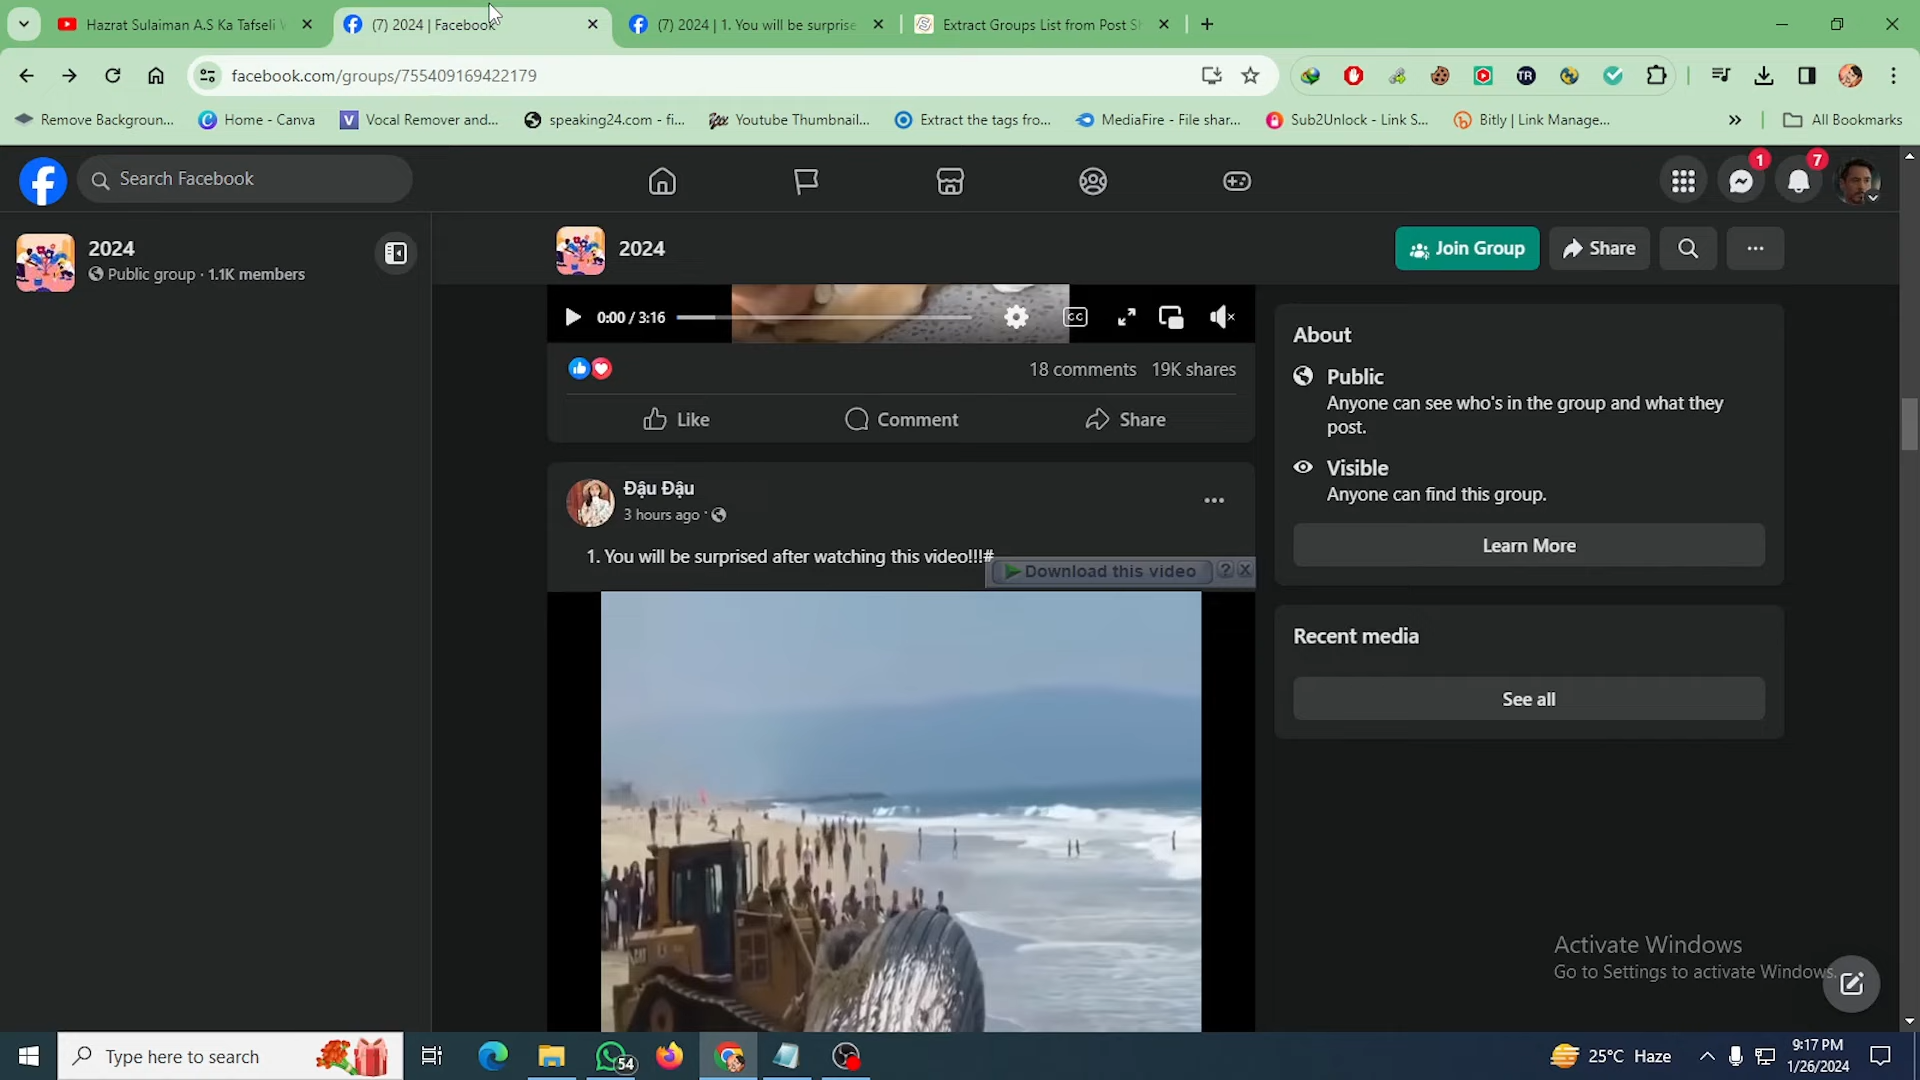 Hazrat Sulaiman A.S Ka Tafseli
(7) 2024 | Facebook
(7) 2024 | 1. You will be surprise
Extract Groups List from Post Sh
facebook.com/groups/755409169422179
TR
Remove Backgroun...
Home - Canva
V
Vocal Remover and...
speaking24.com - fi...
Youtube Thumbnail...
Extract the tags fro...
MediaFire - File shar...
Sub2Unlock - Link S...
Bitly | Link Manage...
All Bookmarks
Search Facebook
1
7
2024
Public group · 1.1K members
2024
Join Group
Share
0:00 / 3:16
CC
18 comments 19K shares
Like
Comment
Share
Đậu Đậu
3 hours ago ·
1. You will be surprised after watching this video!!!#
Download this video
?
About
Public
Anyone can see who's in the group and what they
post.
Visible
Anyone can find this group.
Learn More
Recent media
See all
CAT
Activate Windows
Go to Settings to activate Windows.
Type here to search
54
25°C Haze
9:17 PM
1/26/2024